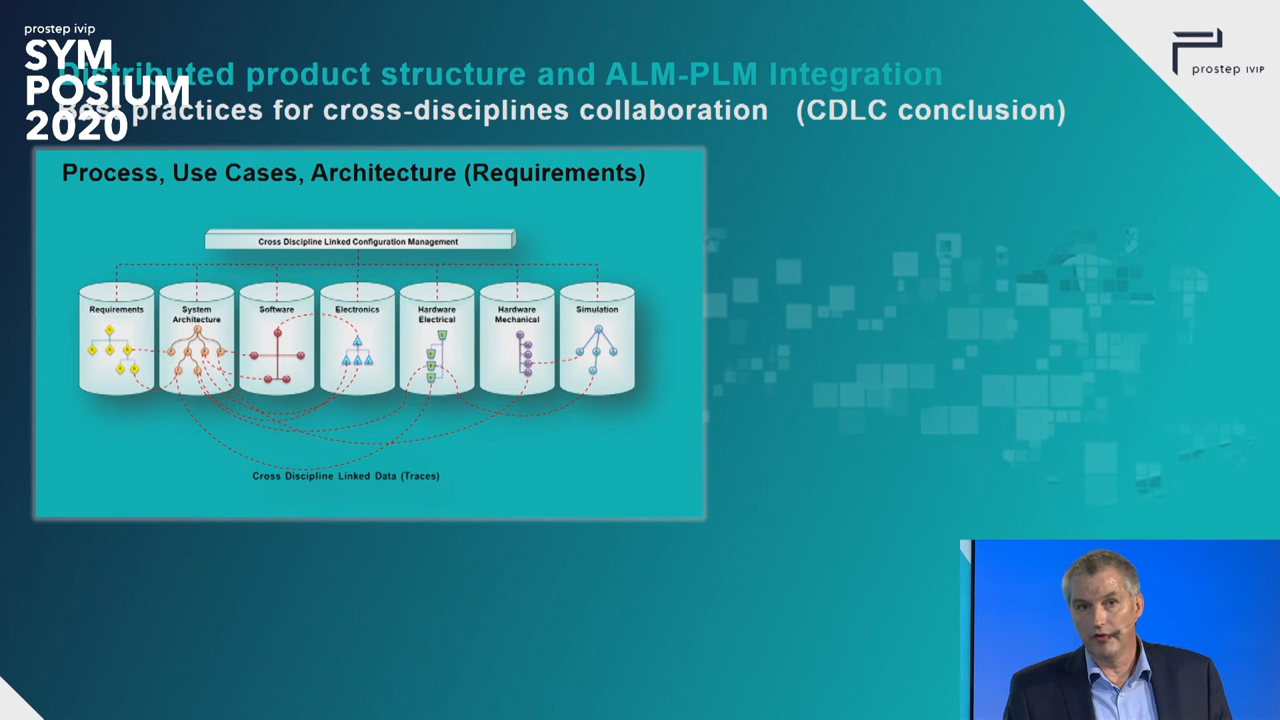 prostep ivip
SYM
POSIUM
2020
Distributed product structure and ALM-PLM Integration
Best practices for cross-disciplines collaboration (CDLC conclusion)
prostep IVIP
Process, Use Cases, Architecture (Requirements)
Cross Discipline Linked Configuration Management
Requirements
System
Architecture
Software
Electronics
Hardware
Electrical
Hardware
Mechanical
Simulation
Cross Discipline Linked Data (Traces)